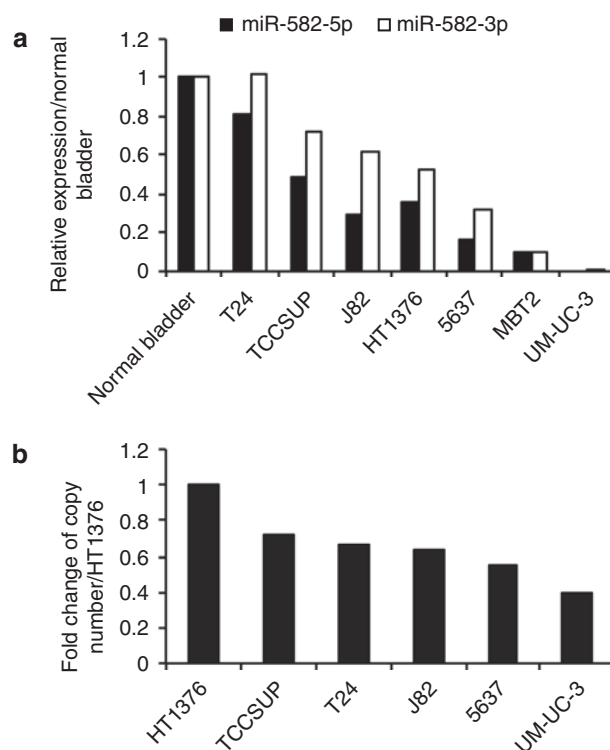 a
■ miR-582-5p □ miR-582-3p
Relative expression/normal
bladder
1.2
1
0.8
0.6
0.4
0.2
0
Normal bladder
T24
TCCSUP
J82
HT1376
5637
MBT2
UM-UC-3
b
Fold change of copy
number/HT1376
1.2
1
0.8
0.6
0.4
0.2
0
HT1376
TCCSUP
T24
J82
5637
UM-UC-3